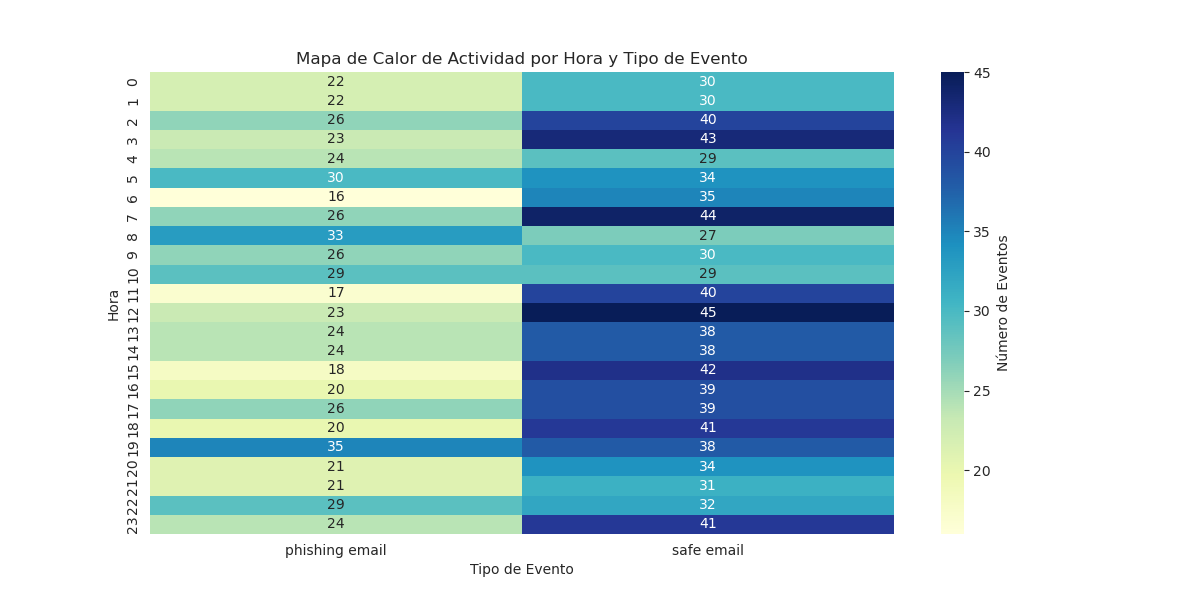 Mapa de Calor de Actividad por Hora y Tipo de Evento
0 22 30
1 22 30
2 26 40
3 23 43
4 24 29
5 30 34
6 16 35
7 26 44
8 33 27
9 26 30
10 29 29
11 17 40
12 23 45
13 24 38
14 24 38
15 18 42
16 20 39
17 26 39
18 20 41
19 35 38
20 21 34
21 21 31
22 29 32
23 24 41
Hora
phishing email safe email
Tipo de Evento
45
40
35
30
25
20
Número de Eventos